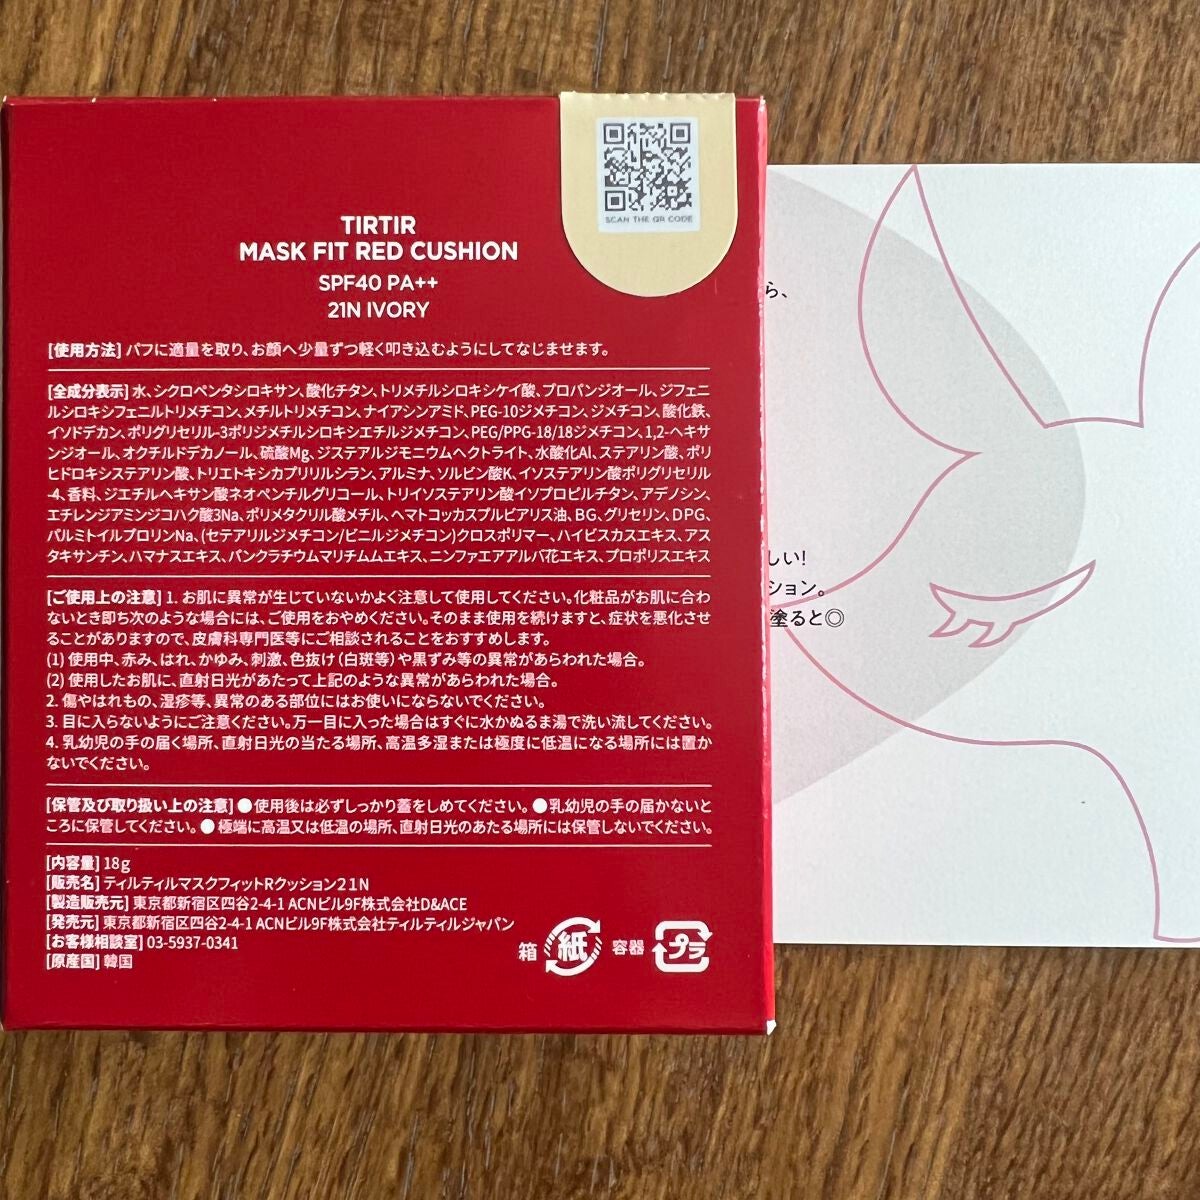 SCAN THE QR CODE
TIRTIR
MASK FIT RED CUSHION
SPF40 PA++
21N IVORY
[使用方法] パフに適量を取り、お顔へ少量ずつ軽く叩き込むようにしてなじませます。
[全成分表示] 水、シクロペンタシロキサン、酸化チタン、トリメチルシロキシケイ酸、プロパンジオール、ジフェニ
ルシロキシフェニルトリメチコン、メチルトリメチコン、ナイアシンアミド、PEG-10ジメチコン、ジメチコン、酸化鉄、
イソドデカン、ポリグリセリル-3ポリジメチルシロキシエチルジメチコン、PEG/PPG-18/18ジメチコン、1,2-ヘキサ
ンジオール、オクチルドデカノール、硫酸Mg、ジステアルジモニウムヘクトライト、水酸化Al、ステアリン酸、ポリ
ヒドロキシステアリン酸、トリエトキシカプリリルシラン、アルミナ、ソルビン酸K、イソステアリン酸ポリグリセリル
-4、香料、ジエチルヘキサン酸ネオペンチルグリコール、トリイソステアリン酸イソプロピルチタン、アデノシン、
エチレンジアミンジコハク酸3Na、ポリメタクリル酸メチル、ヘマトコッカスプルビアリス油、BG、グリセリン、DPG、
パルミトイルプロリンNa、(セテアリルジメチコン/ビニルジメチコン)クロスポリマー、ハイビスカスエキス、アス
タキサンチン、ハマナスエキス、パンクラチウムマリチムムエキス、ニンファエアアルバ花エキス、プロポリスエキス
[ご使用上の注意] 1. お肌に異常が生じていないかよく注意して使用してください。化粧品がお肌に合わ
ないとき即ち次のような場合には、ご使用をおやめください。そのまま使用を続けますと、症状を悪化させ
ることがありますので、皮膚科専門医等にご相談されることをおすすめします。
(1) 使用中、赤み、はれ、かゆみ、刺激、色抜け(白斑等)や黒ずみ等の異常があらわれた場合。
(2) 使用したお肌に、直射日光があたって上記のような異常があらわれた場合。
2. 傷やはれもの、湿疹等、異常のある部位にはお使いにならないでください。
3. 目に入らないようにご注意ください。万一目に入った場合はすぐに水かぬるま湯で洗い流してください。
4. 乳幼児の手の届く場所、直射日光の当たる場所、高温多湿または極度に低温になる場所には置か
ないでください。
[保管及び取り扱い上の注意] ●使用後は必ずしっかり蓋をしめてください。 ●乳幼児の手の届かないと
ころに保管してください。 ● 極端に高温又は低温の場所、直射日光のあたる場所には保管しないでください。
[内容量] 18g
[販売名] ティルティルマスクフィットRクッション21N
[製造販売元] 東京都新宿区四谷2-4-1 ACNビル9F株式会社D&ACE
[発売元] 東京都新宿区四谷2-4-1 ACNビル9F株式会社ティルティルジャパン
[お客様相談室] 03-5937-0341
[原産国] 韓国
箱 紙 容器 プラ
ら、
しい!
ション。
塗ると◎